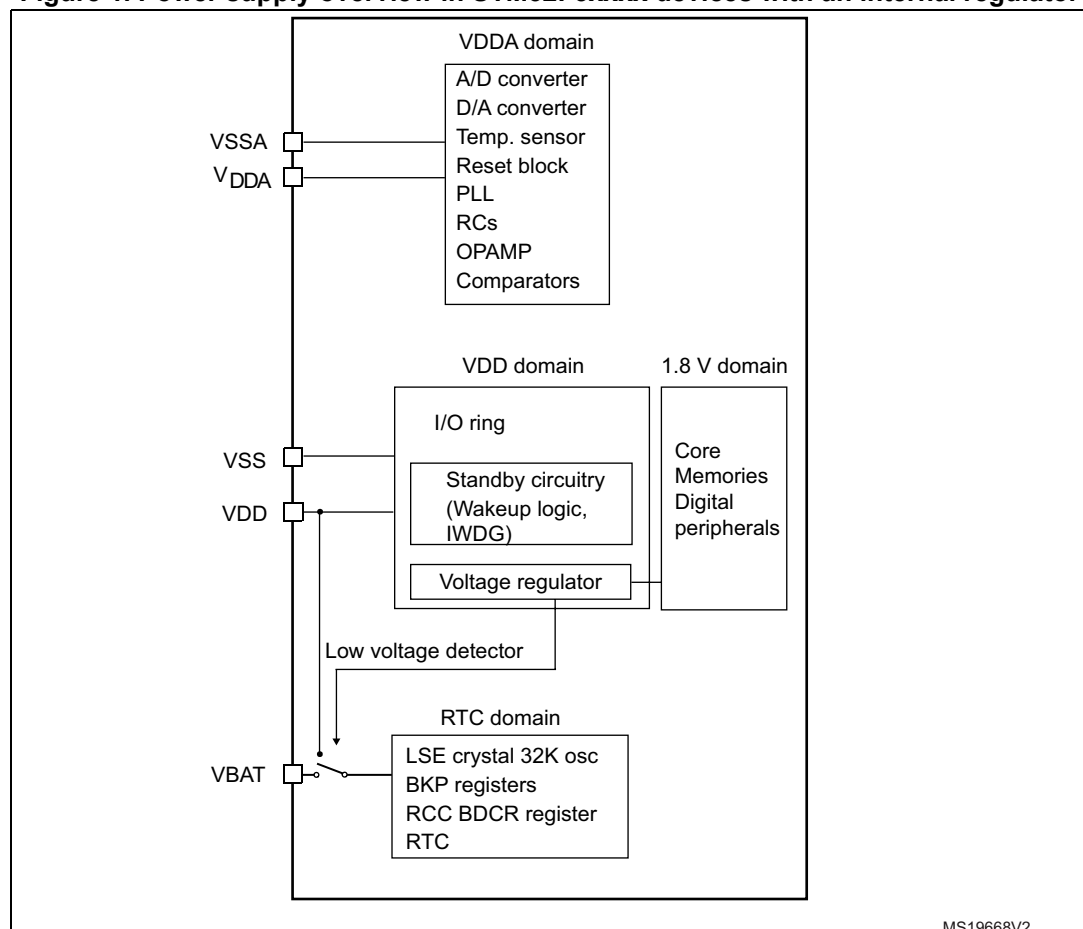 VDDA domain
A/D converter
D/A converter
Temp. sensor
Reset block
PLL
RCs
OPAMP
Comparators
VSSA
VDDA
VDD domain
1.8 V domain
I/O ring
Standby circuitry
(Wakeup logic,
IWDG)
Voltage regulator
Core
Memories
Digital
peripherals
VSS
VDD
Low voltage detector
RTC domain
LSE crystal 32K osc
BKP registers
RCC BDCR register
RTC
VBAT
MS19668V2